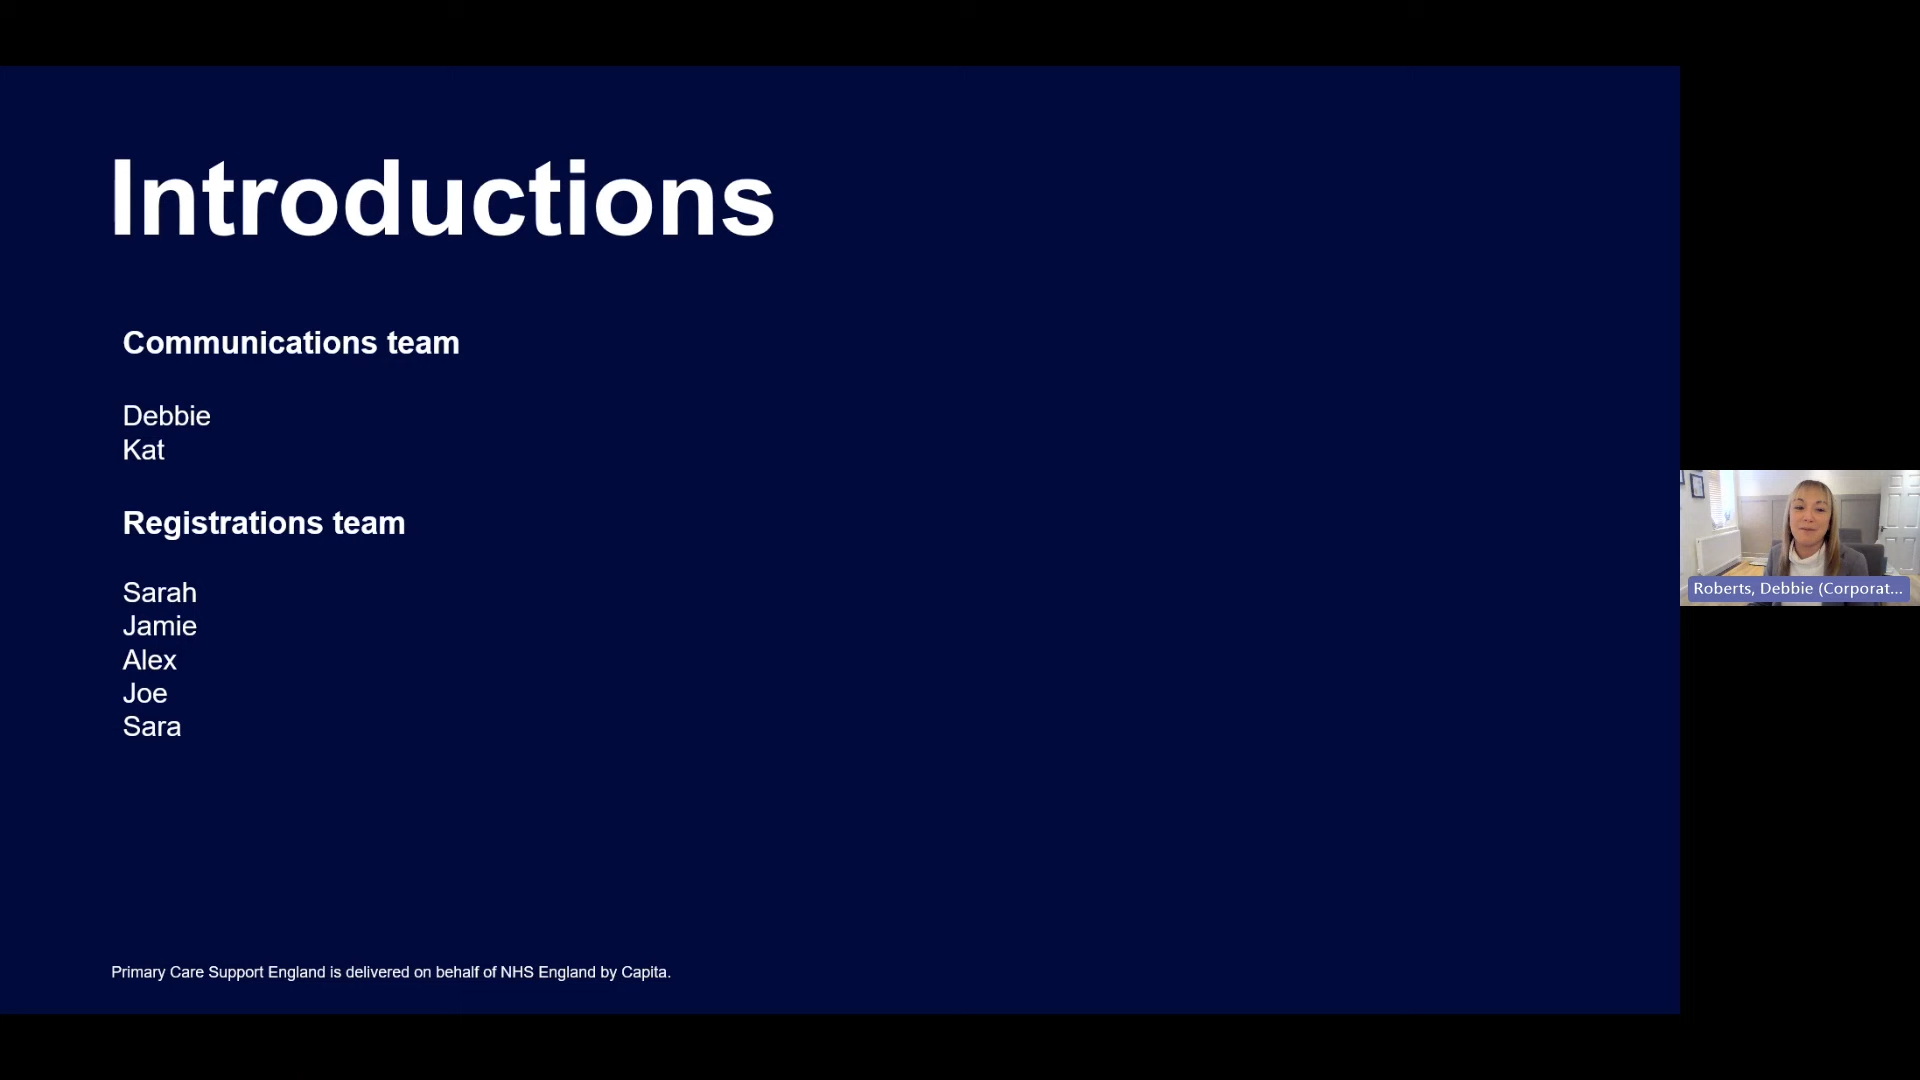 Introductions
Communications team
Debbie
Kat
Registrations team
Sarah
Jamie
Alex
Joe
Sara
Primary Care Support England is delivered on behalf of NHS England by Capita.
Roberts, Debbie (Corporat...